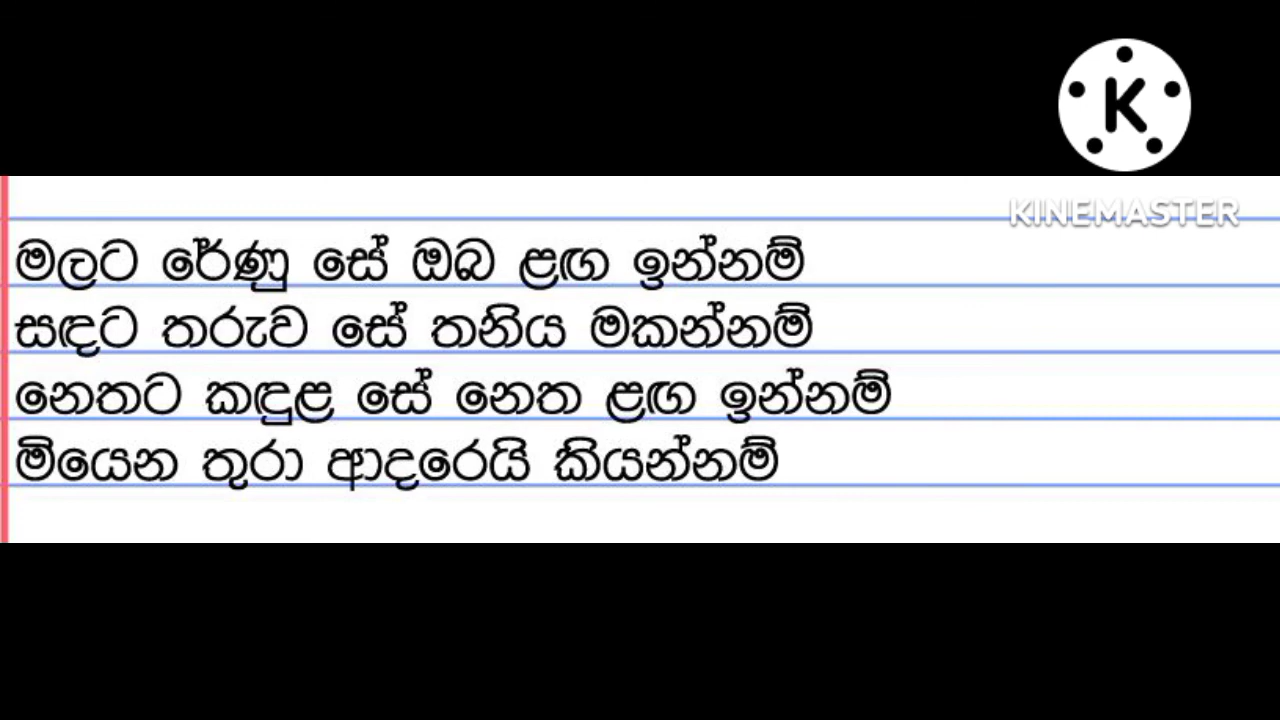 K
KINEMASTER
මලට රේණු සේ ඔබ ළඟ ඉන්නම්
සඳට තරුව සේ තනිය මකන්නම්
නෙතට කඳුළ සේ නෙත ළඟ ඉන්නම්
මියෙන තුරා ආදරෙයි කියන්නම්